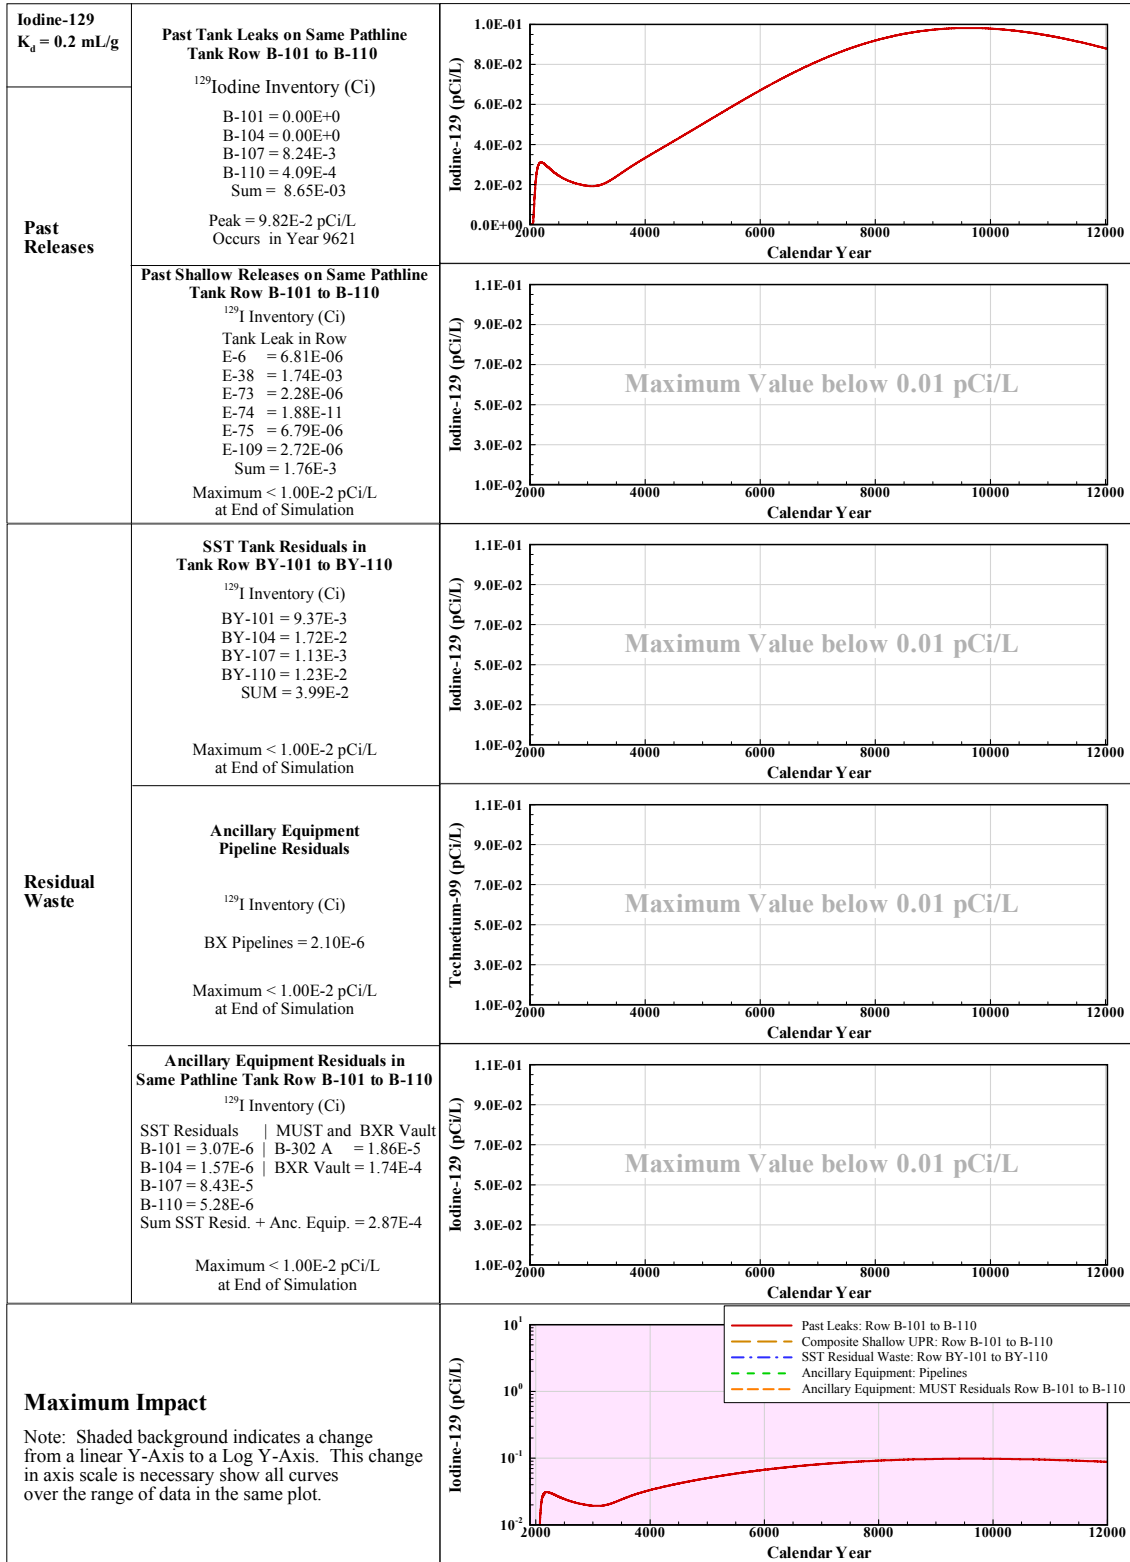 Iodine-129
Kd = 0.2 mL/g
Past Tank Leaks on Same Pathline
Tank Row B-101 to B-110
129Iodine Inventory (Ci)
B-101 = 0.00E+0
B-104 = 0.00E+0
B-107 = 8.24E-3
B-110 = 4.09E-4
Sum = 8.65E-03
Peak = 9.82E-2 pCi/L
Occurs in Year 9621
Iodine-129 (pCi/L)
1.0E-01
8.0E-02
6.0E-02
4.0E-02
2.0E-02
0.0E+00
2000 4000 6000 8000 10000 12000
Calendar Year
Past
Releases
Past Shallow Releases on Same Pathline
Tank Row B-101 to B-110
129I Inventory (Ci)
Tank Leak in Row
E-6 = 6.81E-06
E-38 = 1.74E-03
E-73 = 2.28E-06
E-74 = 1.88E-11
E-75 = 6.79E-06
E-109 = 2.72E-06
Sum = 1.76E-3
Maximum < 1.00E-2 pCi/L
at End of Simulation
Iodine-129 (pCi/L)
1.1E-01
9.0E-02
7.0E-02
Maximum Value below 0.01 pCi/L
5.0E-02
3.0E-02
1.0E-02
2000 4000 6000 8000 10000 12000
Calendar Year
Residual
Waste
SST Tank Residuals in
Tank Row BY-101 to BY-110
129I Inventory (Ci)
BY-101 = 9.37E-3
BY-104 = 1.72E-2
BY-107 = 1.13E-3
BY-110 = 1.23E-2
SUM = 3.99E-2
Maximum < 1.00E-2 pCi/L
at End of Simulation
Iodine-129 (pCi/L)
1.1E-01
9.0E-02
7.0E-02
Maximum Value below 0.01 pCi/L
5.0E-02
3.0E-02
1.0E-02
2000 4000 6000 8000 10000 12000
Calendar Year
Ancillary Equipment
Pipeline Residuals
129I Inventory (Ci)
BX Pipelines = 2.10E-6
Maximum < 1.00E-2 pCi/L
at End of Simulation
Technetium-99 (pCi/L)
1.1E-01
9.0E-02
7.0E-02
Maximum Value below 0.01 pCi/L
5.0E-02
3.0E-02
1.0E-02
2000 4000 6000 8000 10000 12000
Calendar Year
Ancillary Equipment Residuals in
Same Pathline Tank Row B-101 to B-110
129I Inventory (Ci)
SST Residuals | MUST and BXR Vault
B-101 = 3.07E-6 | B-302 A = 1.86E-5
B-104 = 1.57E-6 | BXR Vault = 1.74E-4
B-107 = 8.43E-5
B-110 = 5.28E-6
Sum SST Resid. + Anc. Equip. = 2.87E-4
Maximum < 1.00E-2 pCi/L
at End of Simulation
Iodine-129 (pCi/L)
1.1E-01
9.0E-02
7.0E-02
Maximum Value below 0.01 pCi/L
5.0E-02
3.0E-02
1.0E-02
2000 4000 6000 8000 10000 12000
Calendar Year
Maximum Impact
Note: Shaded background indicates a change
from a linear Y-Axis to a Log Y-Axis. This change
in axis scale is necessary show all curves
over the range of data in the same plot.
Iodine-129 (pCi/L)
10^1
10^0
10^-1
10^-2
Past Leaks: Row B-101 to B-110
Composite Shallow UPR: Row B-101 to B-110
SST Residual Waste: Row BY-101 to BY-110
Ancillary Equipment: Pipelines
Ancillary Equipment: MUST Residuals Row B-101 to B-110
2000 4000 6000 8000 10000 12000
Calendar Year